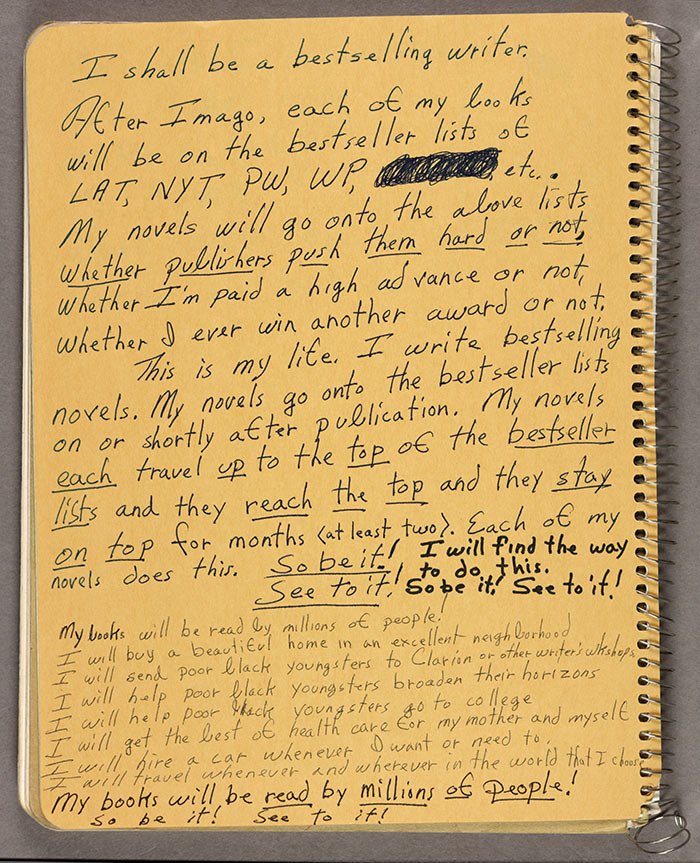 I shall be a bestselling writer.
After Imago, each of my books
will be on the bestseller lists of
LAT, NYT, PW, WP, etc..
My novels will go onto the above lists
whether publishers push them hard or not,
whether I'm paid a high advance or not,
whether I ever win another award or not.
This is my life. I write bestselling
novels. My novels go onto the bestseller lists
on or shortly after publication. My novels
each travel up to the top of the bestseller
lists and they reach the top and they stay
on top for months (at least two). Each of my
novels does this. So be it! I will find the way
See to it! to do this.
So be it! See to it!
My books will be read by millions of people!
I will buy a beautiful home in an excellent neighborhood
I will send poor black youngsters to Clarion or other writer's wkshops
I will help poor black youngsters broaden their horizons
I will help poor black youngsters go to college
I will get the best of health care for my mother and myself
I will hire a car whenever I want or need to.
I will travel whenever and wherever in the world that I choose
My books will be read by millions of people!
So be it! See to it!